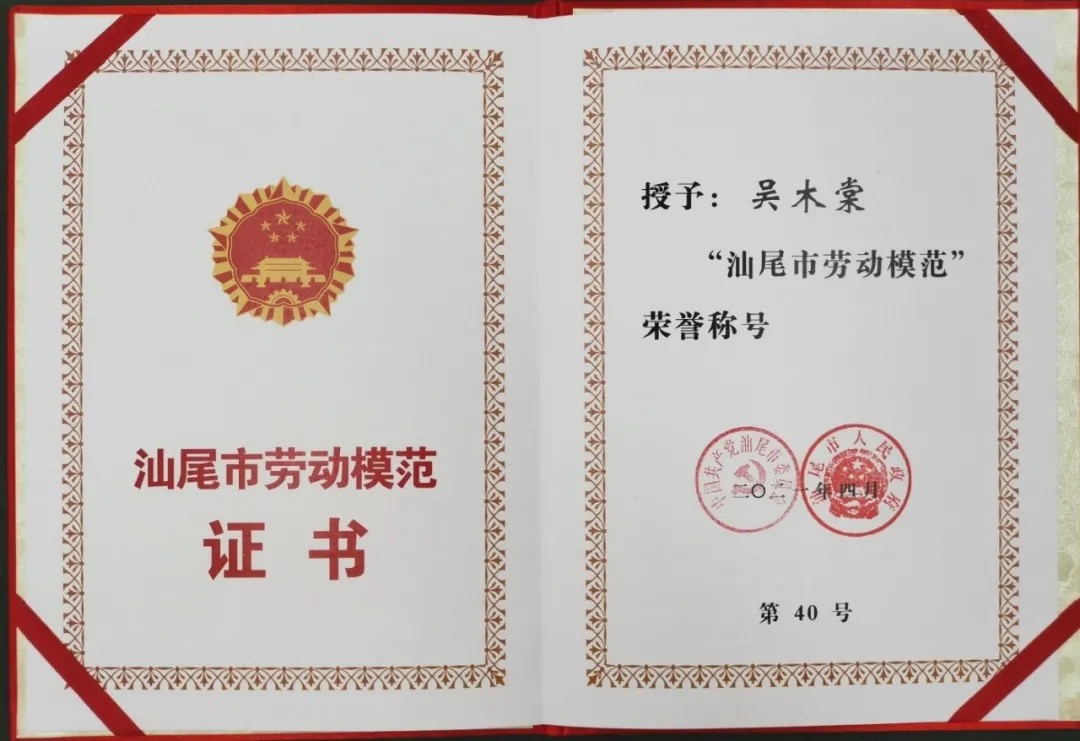 汕尾市劳动模范
证书
授予：吴木棠
“汕尾市劳动模范”
荣誉称号
中国共产党汕尾市委员会
汕尾市人民政府
二〇二一年四月
第 40 号